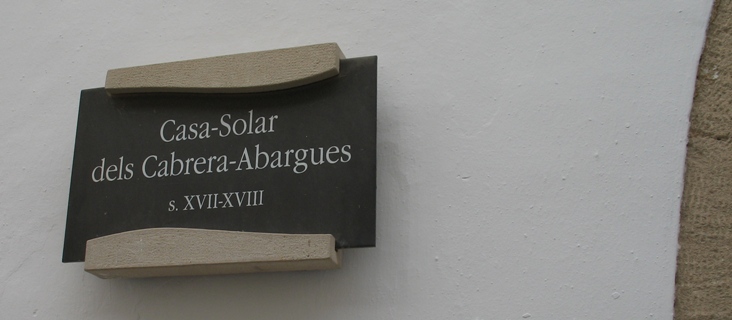 Casa-Solar
dels Cabrera-Abargues
s. XVII-XVIII